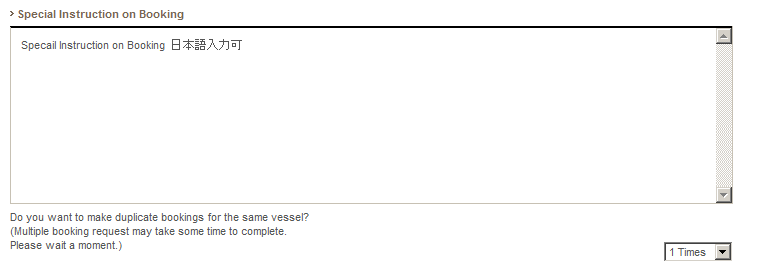 Special Instruction on Booking
Specail Instruction on Booking 日本語入力可
Do you want to make duplicate bookings for the same vessel?
(Multiple booking request may take some time to complete.
Please wait a moment.)
1 Times